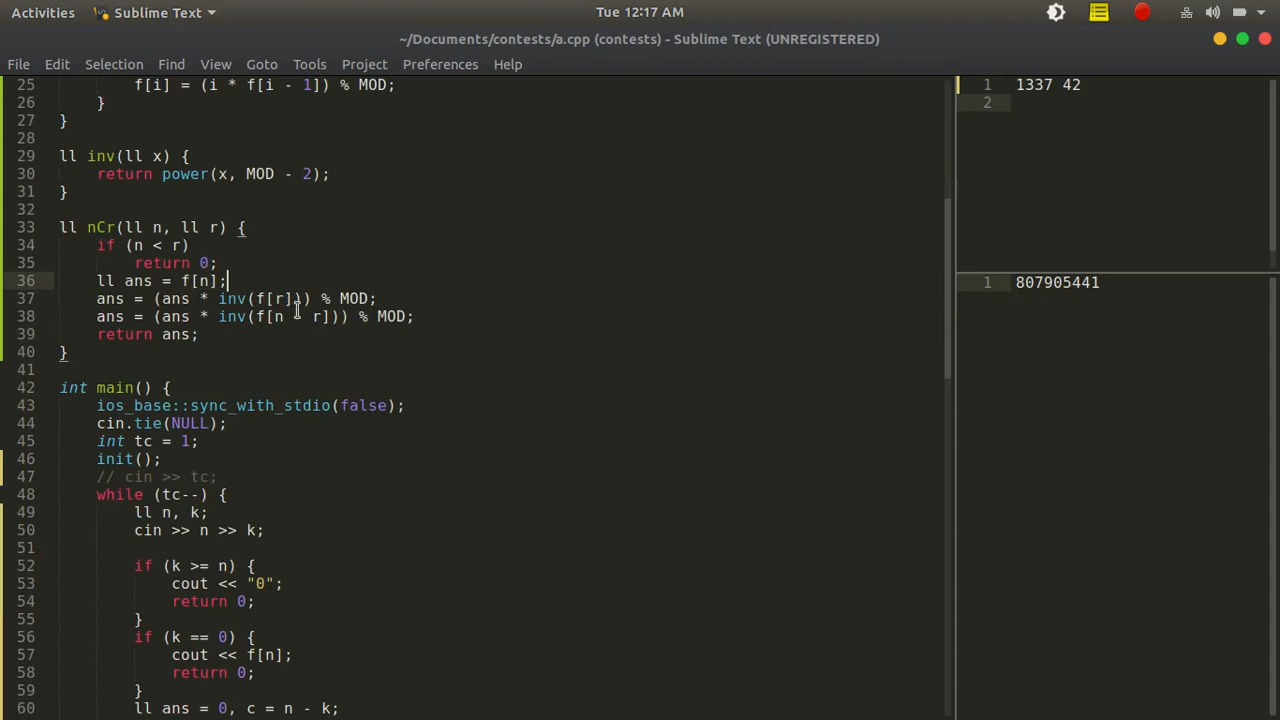 Activities Sublime Text Tue 12:17 AM
~/Documents/contests/a.cpp (contests) - Sublime Text (UNREGISTERED)
File Edit Selection Find View Goto Tools Project Preferences Help
25 f[i] = (i * f[i - 1]) % MOD;
26 }
27 }
28
29 ll inv(ll x) {
30 return power(x, MOD - 2);
31 }
32
33 ll nCr(ll n, ll r) {
34 if (n < r)
35 return 0;
36 ll ans = f[n];
37 ans = (ans * inv(f[r])) % MOD;
38 ans = (ans * inv(f[n - r])) % MOD;
39 return ans;
40 }
41
42 int main() {
43 ios_base::sync_with_stdio(false);
44 cin.tie(NULL);
45 int tc = 1;
46 init();
47 // cin >> tc;
48 while (tc--) {
49 ll n, k;
50 cin >> n >> k;
51
52 if (k >= n) {
53 cout << "0";
54 return 0;
55 }
56 if (k == 0) {
57 cout << f[n];
58 return 0;
59 }
60 ll ans = 0, c = n - k;
1 1337 42
2
1 807905441